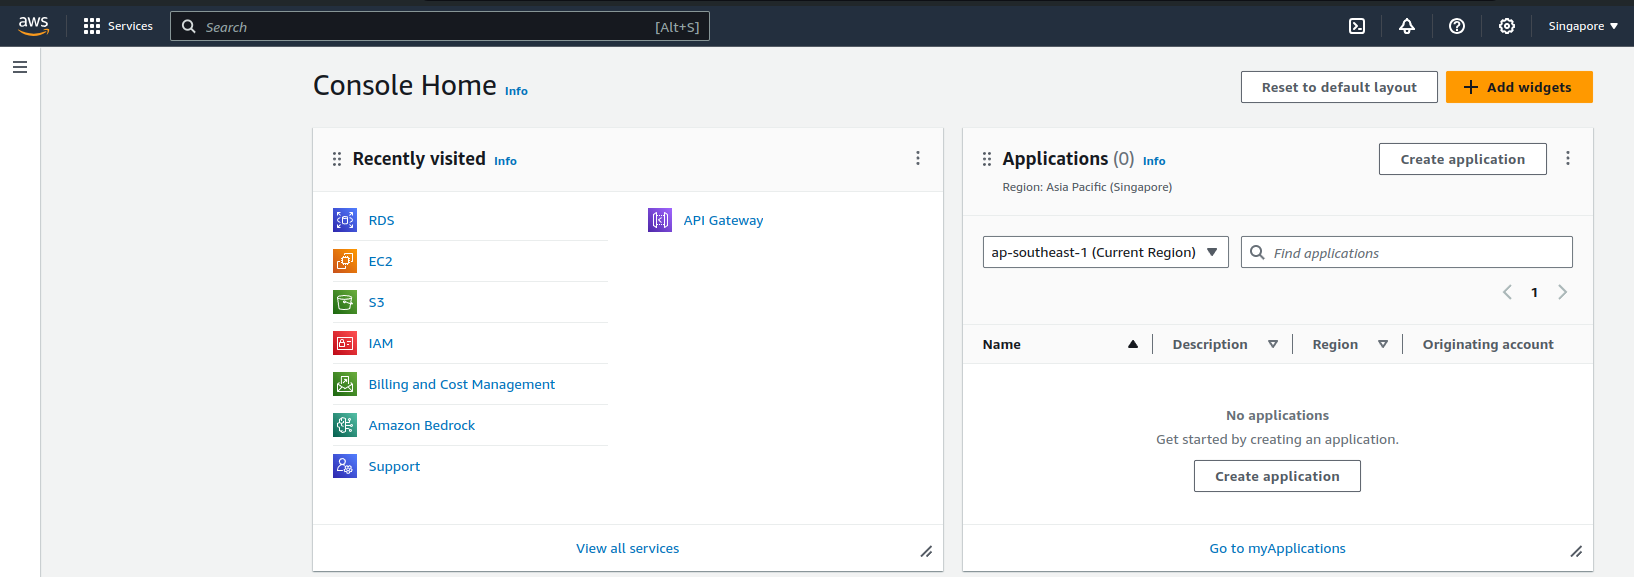 aws Services Search [Alt+S] Singapore
Console Home Info
Reset to default layout
Add widgets
Recently visited Info
RDS
EC2
S3
IAM
Billing and Cost Management
Amazon Bedrock
Support
API Gateway
View all services
Applications (0) Info
Create application
Region: Asia Pacific (Singapore)
ap-southeast-1 (Current Region)
Find applications
1
Name Description Region Originating account
No applications
Get started by creating an application.
Create application
Go to myApplications